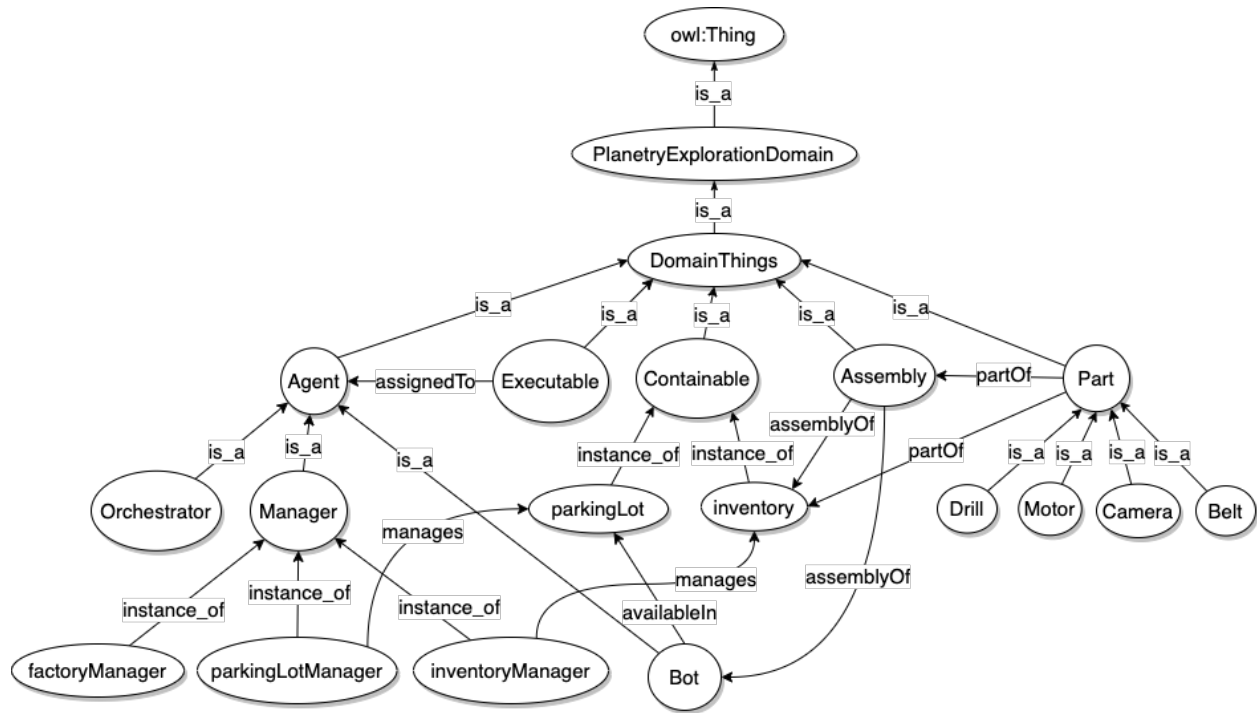 owl:Thing
is_a
PlanetryExplorationDomain
is_a
DomainThings
is_a
is_a
is_a
is_a
is_a
Agent
assignedTo
Executable
Containable
Assembly
partOf
Part
assemblyOf
is_a
is_a
is_a
instance_of
instance_of
partOf
is_a
is_a
is_a
is_a
Orchestrator
Manager
parkingLot
inventory
Drill
Motor
Camera
Belt
manages
manages
assemblyOf
instance_of
instance_of
instance_of
availableIn
factoryManager
parkingLotManager
inventoryManager
Bot